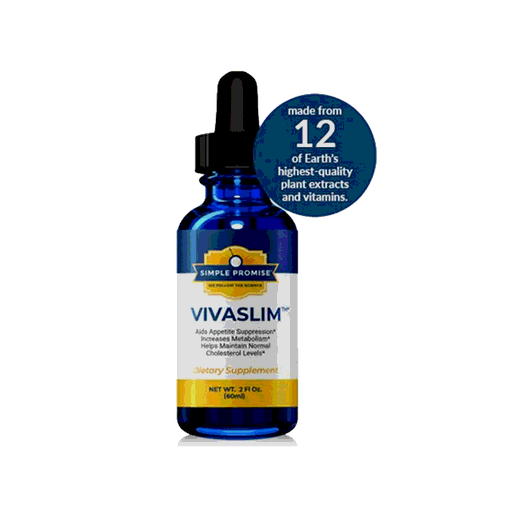 made from
12
of Earth's
highest-quality
plant extracts
and vitamins.
SIMPLE PROMISE
WE FOLLOW THE SCIENCE
VIVASLIM™
Aids Appetite Suppression*
Increases Metabolism*
Helps Maintain Normal
Cholesterol Levels*
Dietary Supplement
NET WT. 2 Fl Oz.
(60ml)